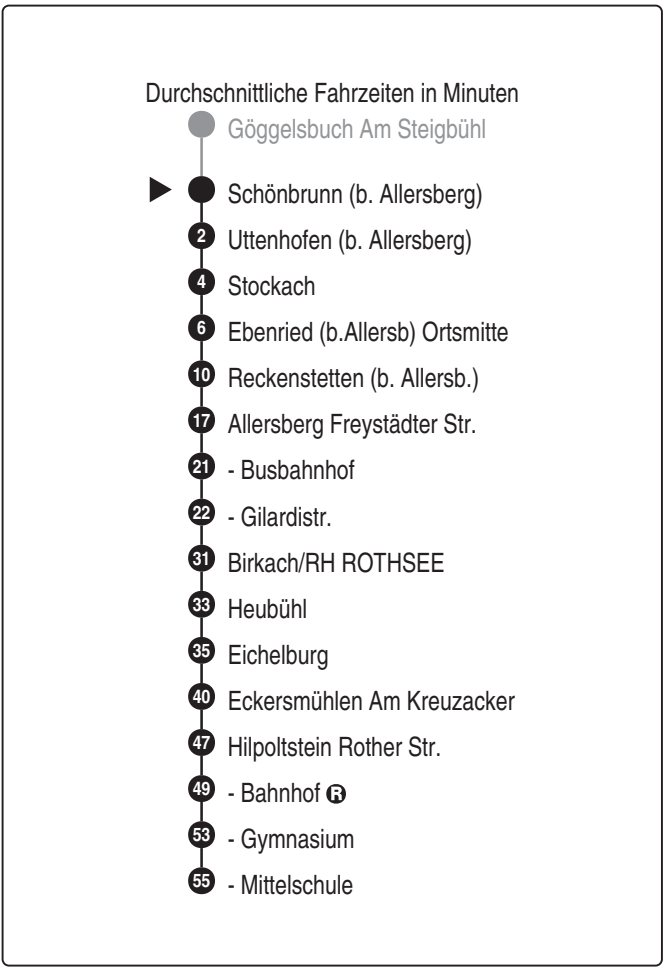 Durchschnittliche Fahrzeiten in Minuten
Göggelsbuch Am Steigbühl
Schönbrunn (b. Allersberg)
2 Uttenhofen (b. Allersberg)
4 Stockach
6 Ebenried (b.Allersb) Ortsmitte
10 Reckenstetten (b. Allersb.)
17 Allersberg Freystädter Str.
21 - Busbahnhof
22 - Gilardistr.
31 Birkach/RH ROTHSEE
33 Heubühl
35 Eichelburg
40 Eckersmühlen Am Kreuzacker
47 Hilpoltstein Rother Str.
49 - Bahnhof R
53 - Gymnasium
55 - Mittelschule